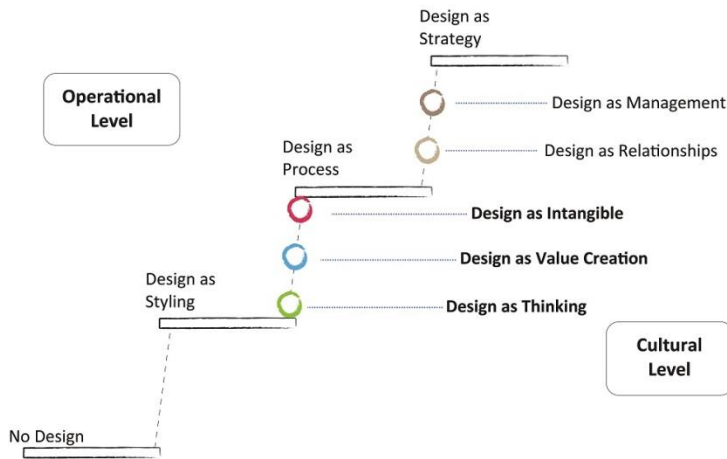 Design as
Strategy
Operational
Level
Design as Management
Design as
Process
Design as Relationships
Design as Intangible
Design as Value Creation
Design as
Styling
Design as Thinking
Cultural
Level
No Design